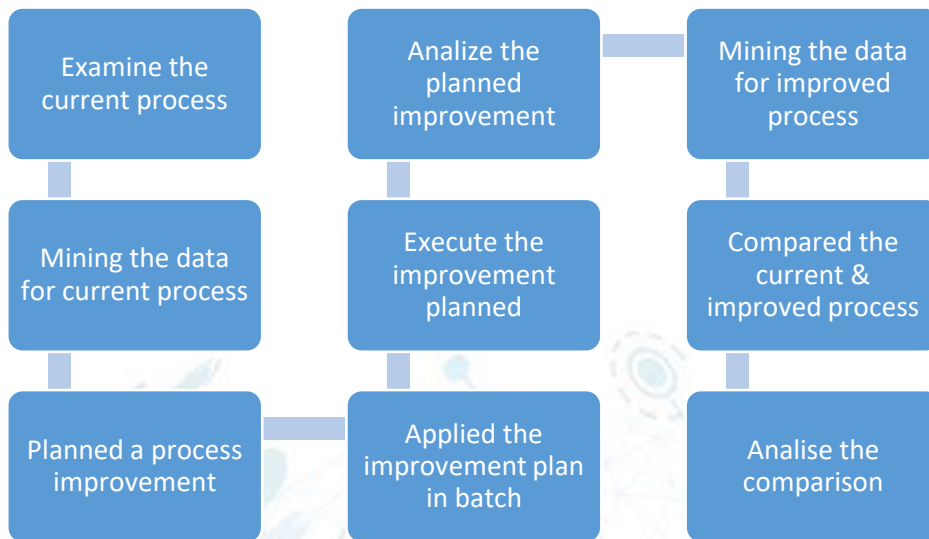 Examine the
current process
Mining the data
for current process
Planned a process
improvement
Applied the
improvement plan
in batch
Execute the
improvement
planned
Analize the
planned
improvement
Mining the data
for improved
process
Compared the
current &
improved process
Analise the
comparison